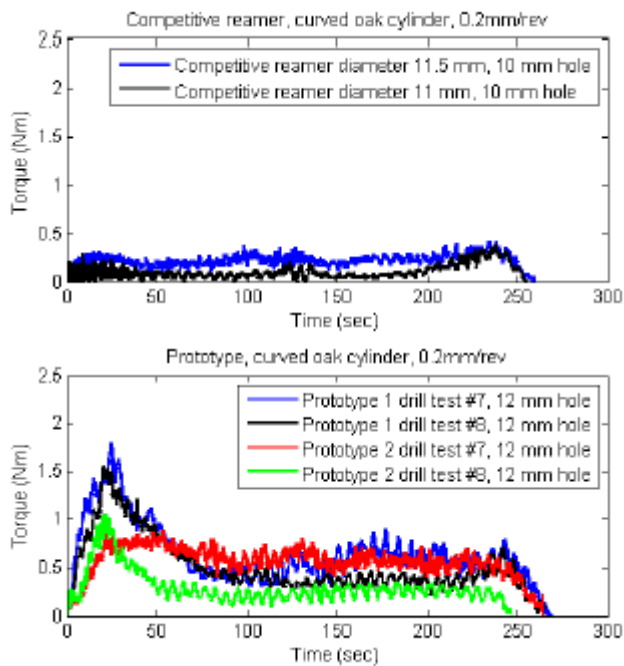 Competitive reamer, curved oak cylinder, 0.2mm/rev
2.5
2
1.5
1
0.5
0
Torque (Nm)
Competitive reamer diameter 11.5 mm, 10 mm hole
Competitive reamer diameter 11 mm, 10 mm hole
0 50 100 150 200 250 300
Time (sec)
Prototype, curved oak cylinder, 0.2mm/rev
2.5
2
1.5
1
0.5
0
Torque (Nm)
Prototype 1 drill test #7, 12 mm hole
Prototype 1 drill test #8, 12 mm hole
Prototype 2 drill test #7, 12 mm hole
Prototype 2 drill test #8, 12 mm hole
0 50 100 150 200 250 300
Time (sec)